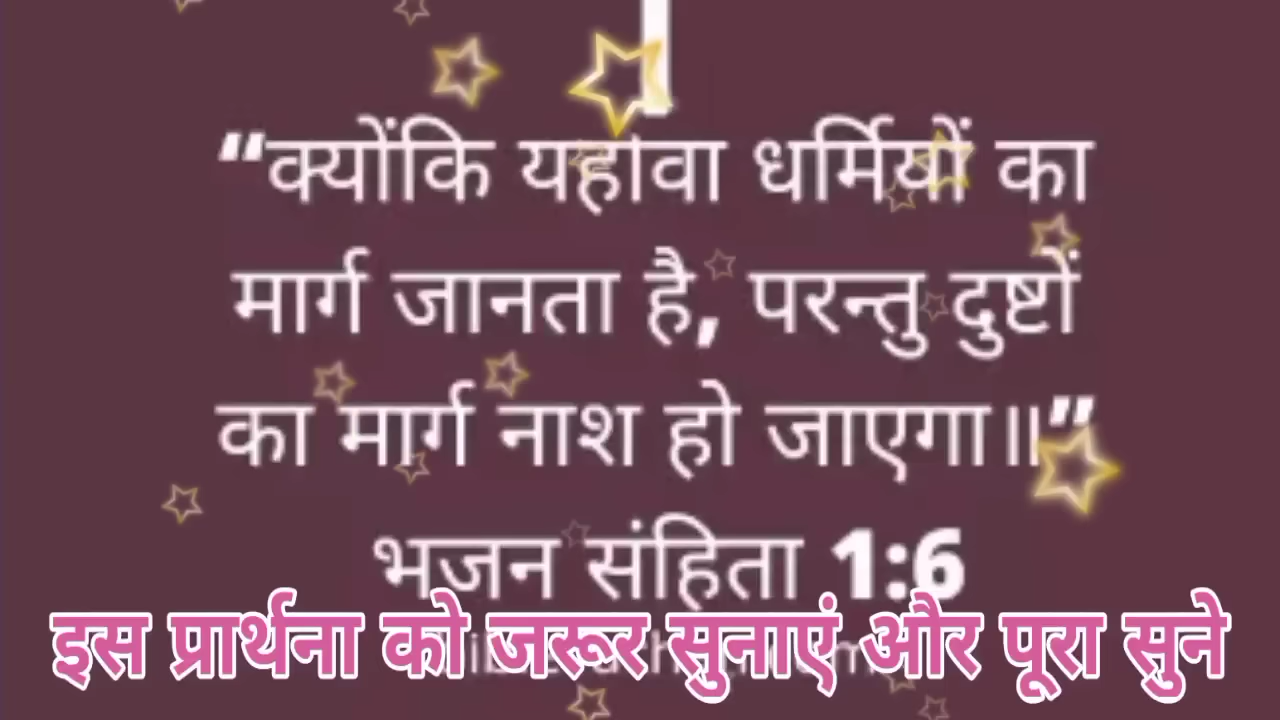 “क्योंकि यहोवा धर्मियों का
मार्ग जानता है, परन्तु दुष्टों
का मार्ग नाश हो जाएगा॥”
भजन संहिता 1:6
इस प्रार्थना को जरूर सुनाएं और पूरा सुने